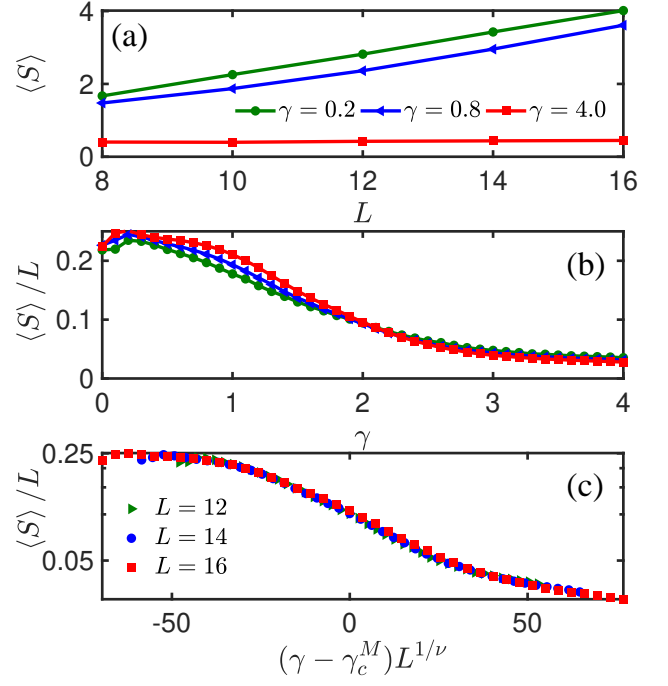 4
(a)
⟨S⟩
2
γ = 0.2 γ = 0.8 γ = 4.0
0
8 10 12 14 16
L
0.2
(b)
⟨S⟩/L
0.1
0
0 1 2 3 4
γ
0.25
(c)
⟨S⟩/L
L = 12
L = 14
0.05
L = 16
-50 0 50
(γ − γ_c^M)L^{1/ν}